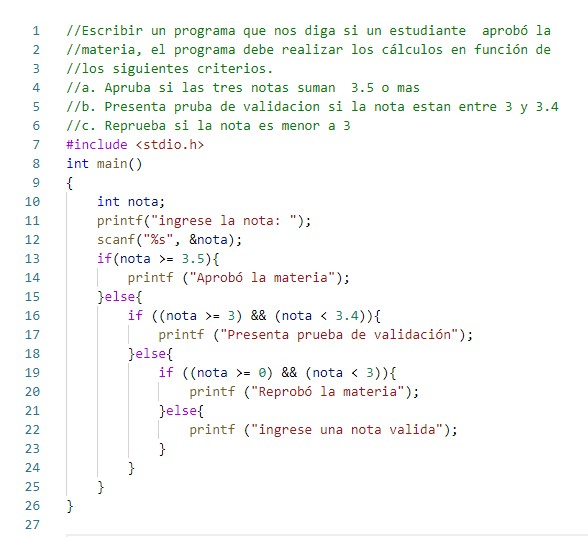 1 //Escribir un programa que nos diga si un estudiante  aprobó la
2 //materia, el programa debe realizar los cálculos en función de
3 //los siguientes criterios.
4 //a. Apruba si las tres notas suman  3.5 o mas
5 //b. Presenta pruba de validacion si la nota estan entre 3 y 3.4
6 //c. Reprueba si la nota es menor a 3
7 #include <stdio.h>
8 int main()
9 {
10     int nota;
11     printf("ingrese la nota: ");
12     scanf("%s", &nota);
13     if(nota >= 3.5){
14         printf ("Aprobó la materia");
15     }else{
16         if ((nota >= 3) && (nota < 3.4)){
17             printf ("Presenta prueba de validación");
18         }else{
19             if ((nota >= 0) && (nota < 3)){
20                 printf ("Reprobó la materia");
21             }else{
22                 printf ("ingrese una nota valida");
23             }
24         }
25     }
26 }
27